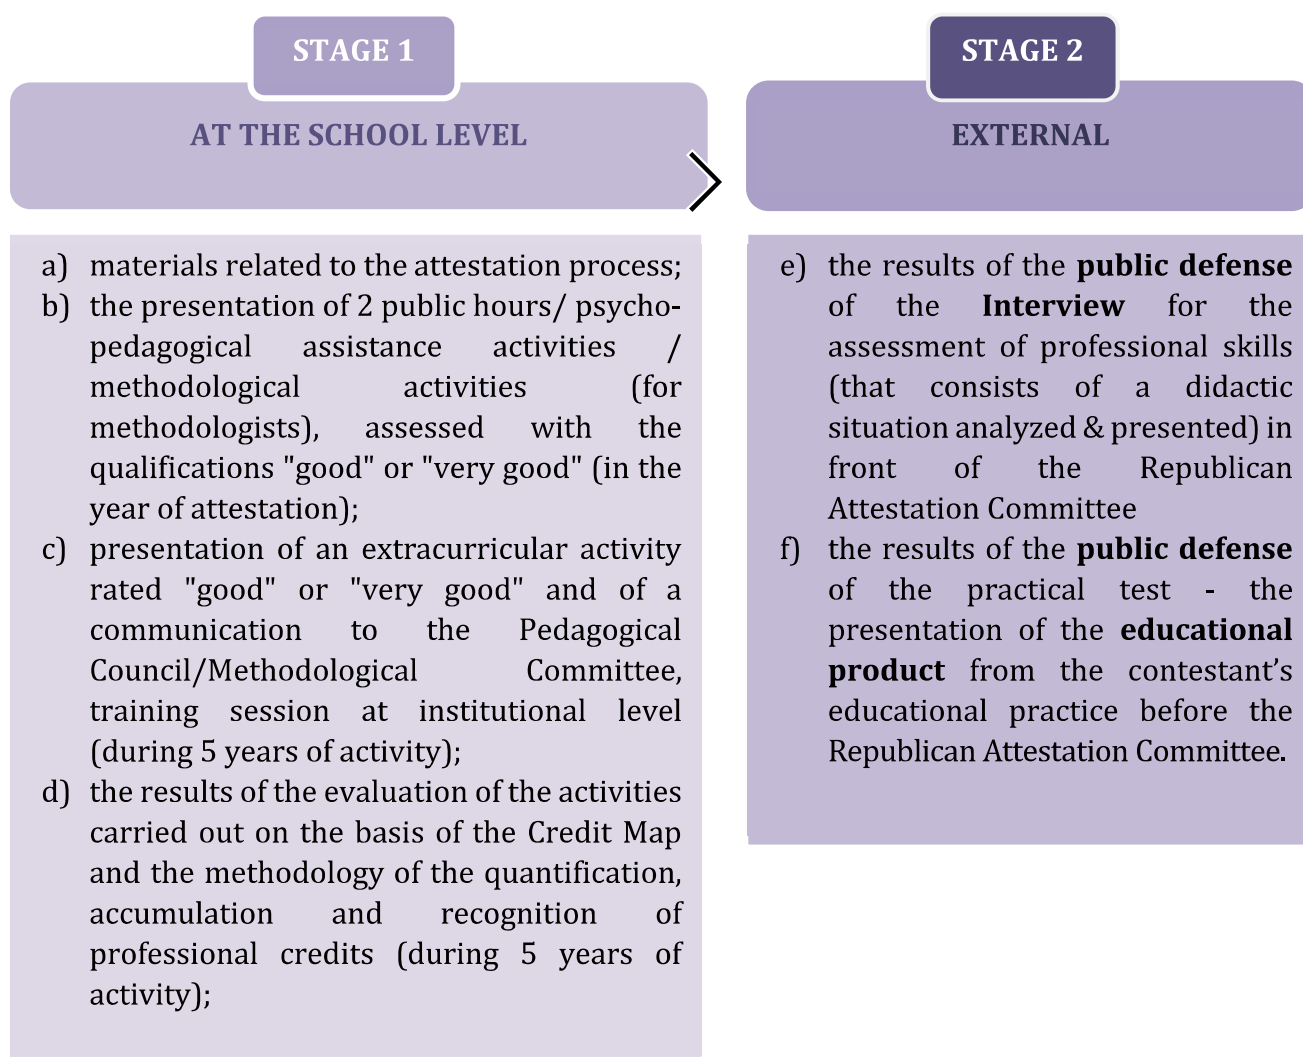 STAGE 1
AT THE SCHOOL LEVEL
a) materials related to the attestation process;
b) the presentation of 2 public hours/ psycho-
pedagogical assistance activities /
methodological activities (for
methodologists), assessed with the
qualifications "good" or "very good" (in the
year of attestation);
c) presentation of an extracurricular activity
rated "good" or "very good" and of a
communication to the Pedagogical
Council/Methodological Committee,
training session at institutional level
(during 5 years of activity);
d) the results of the evaluation of the activities
carried out on the basis of the Credit Map
and the methodology of the quantification,
accumulation and recognition of
professional credits (during 5 years of
activity);
STAGE 2
EXTERNAL
e) the results of the public defense
of the Interview for the
assessment of professional skills
(that consists of a didactic
situation analyzed & presented) in
front of the Republican
Attestation Committee
f) the results of the public defense
of the practical test - the
presentation of the educational
product from the contestant’s
educational practice before the
Republican Attestation Committee.